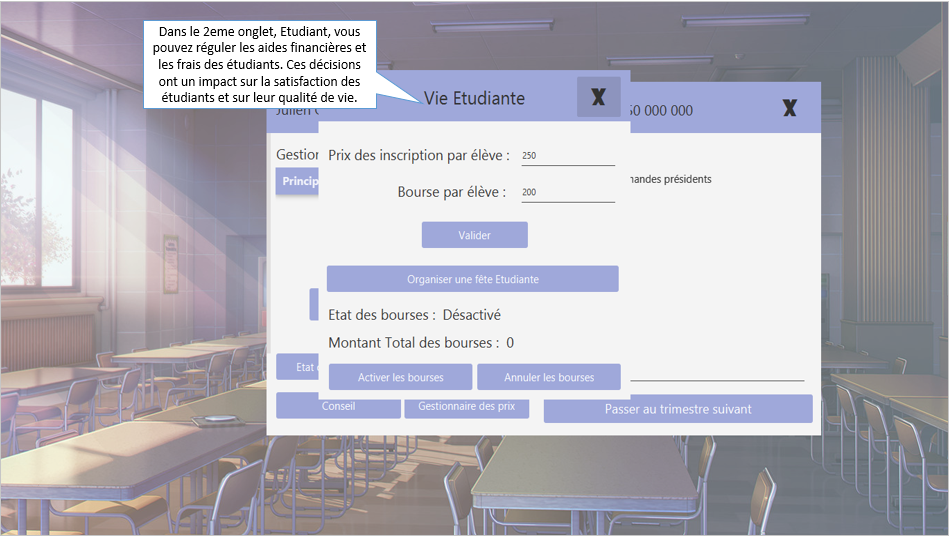 Dans le 2eme onglet, Etudiant, vous
pouvez réguler les aides financières et
les frais des étudiants. Ces décisions
ont un impact sur la satisfaction des
étudiants et sur leur qualité de vie.
Vie Etudiante
X
Julien
50 000 000
X
Gestion
Prix des inscription par élève : 250
Princip
Bourse par élève : 200
mandes présidents
Valider
Organiser une fête Etudiante
Etat des bourses : Désactivé
Montant Total des bourses : 0
Etat
Activer les bourses
Annuler les bourses
Conseil
Gestionnaire des prix
Passer au trimestre suivant